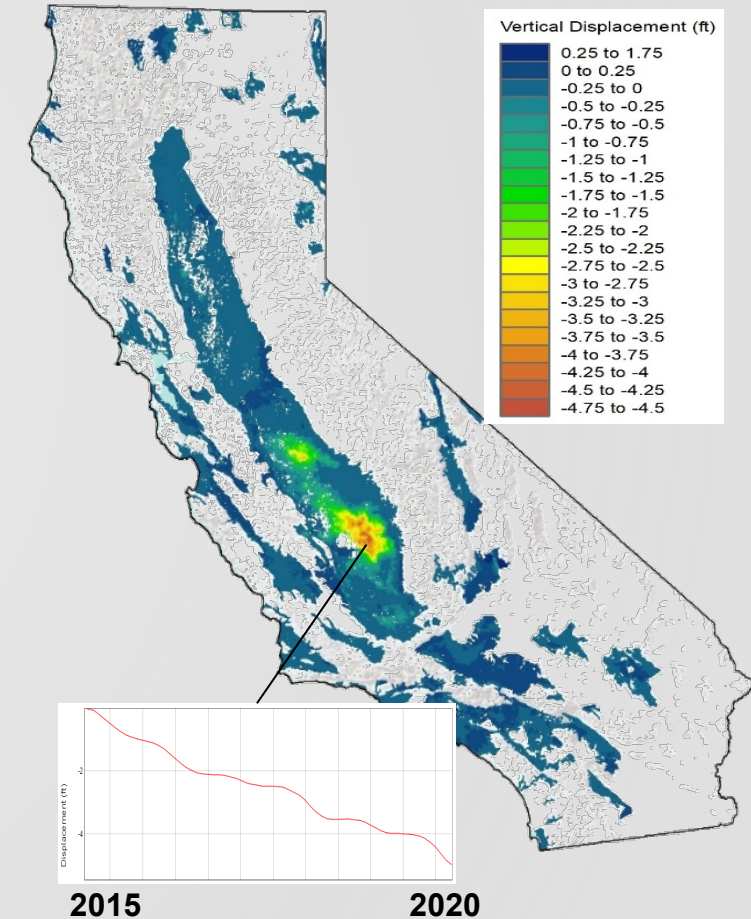 Vertical Displacement (ft)
0.25 to 1.75
0 to 0.25
-0.25 to 0
-0.5 to -0.25
-0.75 to -0.5
-1 to -0.75
-1.25 to -1
-1.5 to -1.25
-1.75 to -1.5
-2 to -1.75
-2.25 to -2
-2.5 to -2.25
-2.75 to -2.5
-3 to -2.75
-3.25 to -3
-3.5 to -3.25
-3.75 to -3.5
-4 to -3.75
-4.25 to -4
-4.5 to -4.25
-4.75 to -4.5
Displacement (ft)
-2
-4
2015 2020